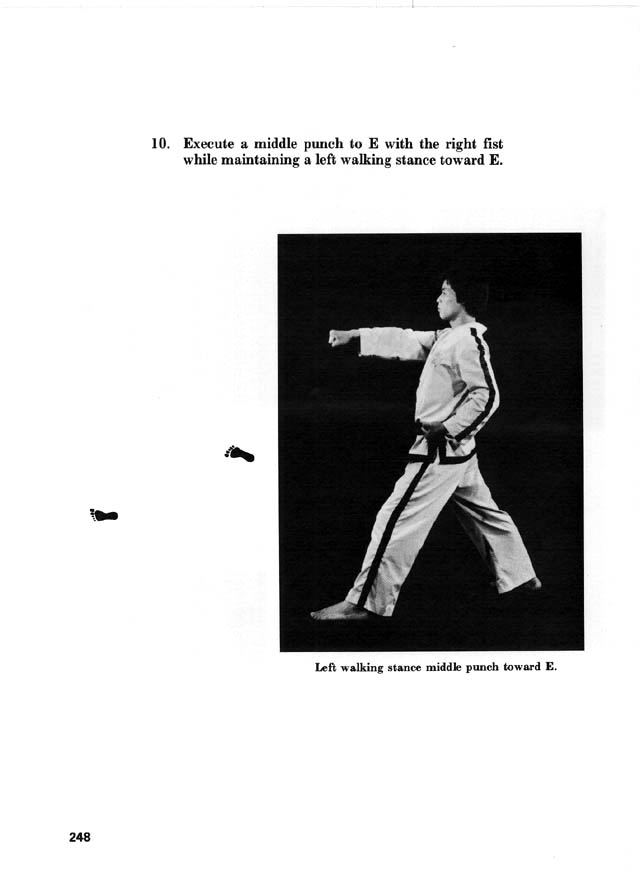 10. Execute a middle punch to E with the right fist
while maintaining a left walking stance toward E.
Left walking stance middle punch toward E.
248